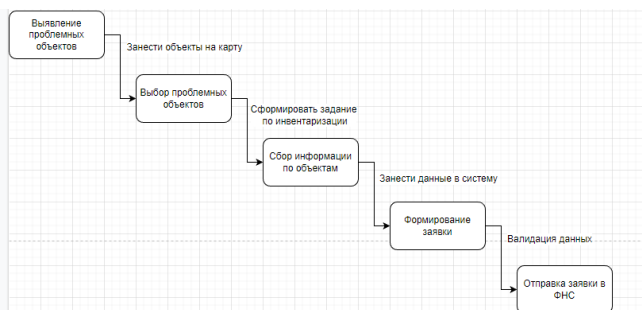 Выявление
проблемных
объектов
Занести объекты на карту
Выбор проблемных
объектов
Сформировать задание
по инвентаризации
Сбор информации
по объектам
Занести данные в систему
Формирование
заявки
Валидация данных
Отправка заявки в
ФНС